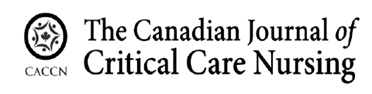 The Canadian Journal of
Critical Care Nursing
CACCN